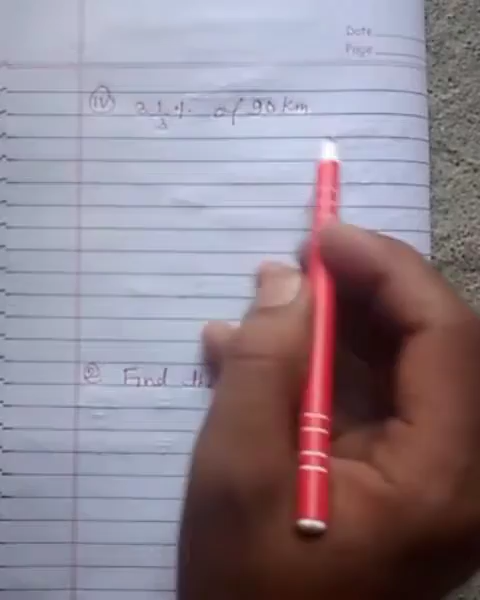 Date
Page
(iv) 3 1/3 % of 90 km
② Find